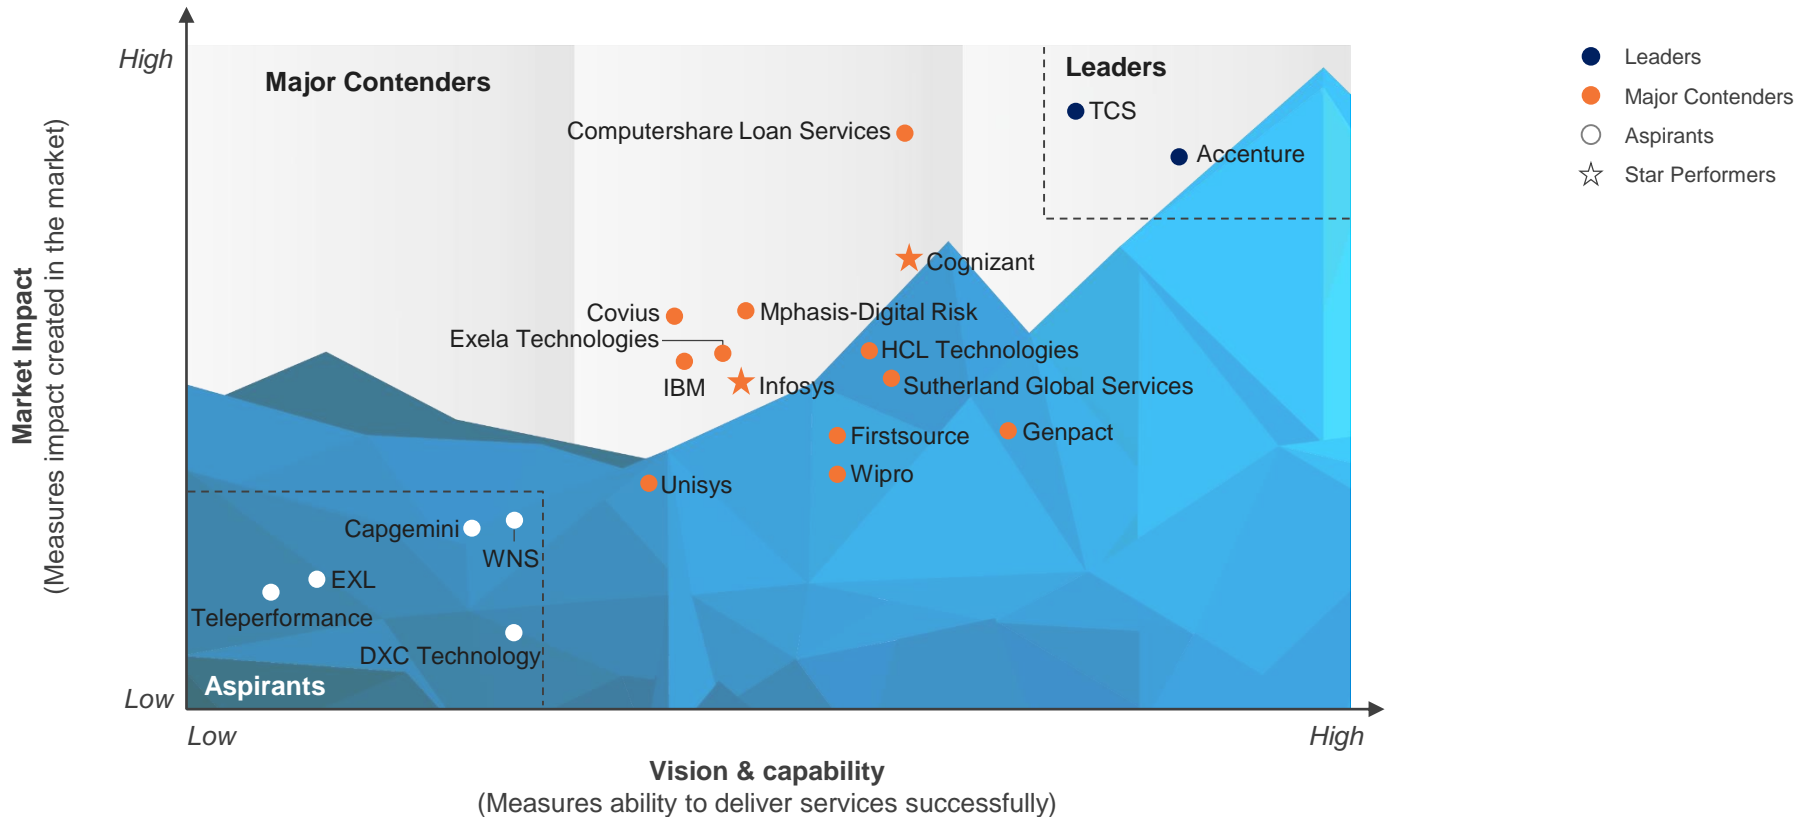 High
Major Contenders
Leaders
TCS
Computershare Loan Services
Accenture
Cognizant
Covius
Mphasis-Digital Risk
Exela Technologies
HCL Technologies
IBM
Infosys
Sutherland Global Services
Firstsource
Genpact
Wipro
Unisys
Capgemini
WNS
EXL
Teleperformance
DXC Technology
Aspirants
Low
Low
High
Market Impact
(Measures impact created in the market)
Vision & capability
(Measures ability to deliver services successfully)
Leaders
Major Contenders
Aspirants
Star Performers